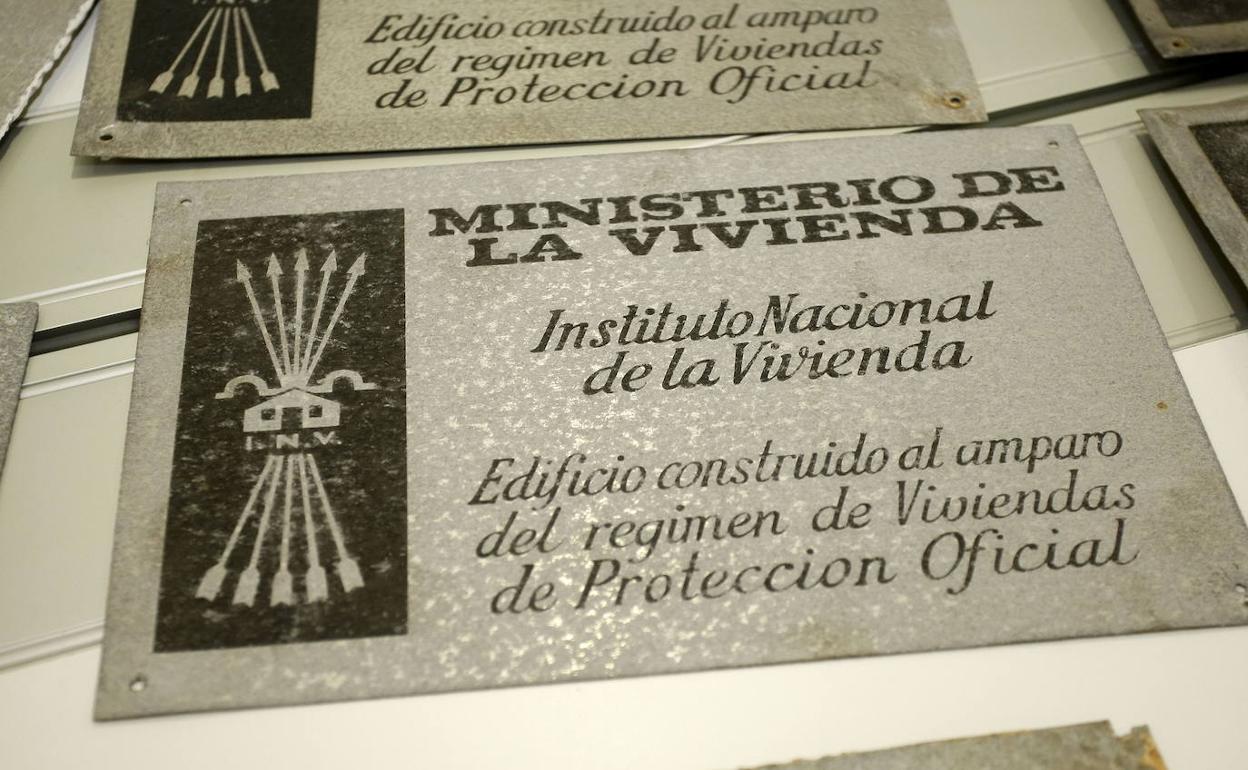 Edificio construido al amparo
del regimen de Viviendas
de Proteccion Oficial
MINISTERIO DE
LA VIVIENDA
Instituto Nacional
de la Vivienda
I.N.V.
Edificio construido al amparo
del regimen de Viviendas
de Proteccion Oficial